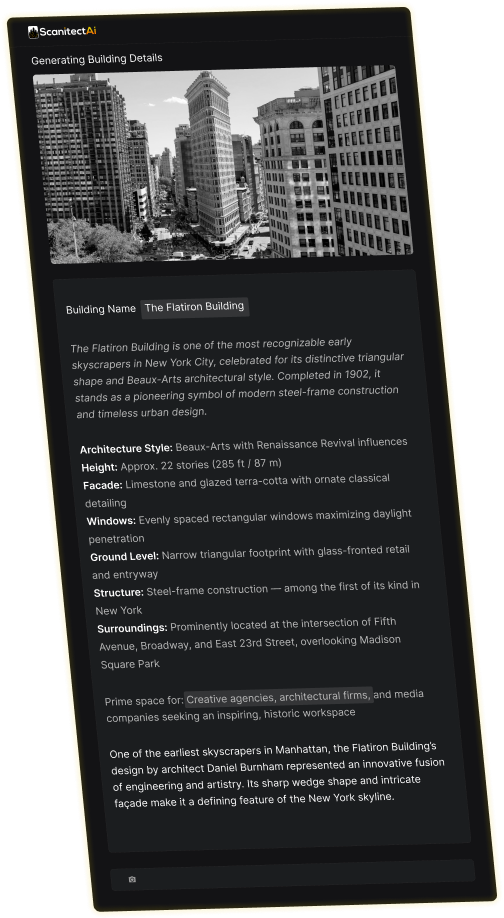 ScanitectAi
Generating Building Details
Building Name The Flatiron Building
The Flatiron Building is one of the most recognizable early
skyscrapers in New York City, celebrated for its distinctive triangular
shape and Beaux-Arts architectural style. Completed in 1902, it
stands as a pioneering symbol of modern steel-frame construction
and timeless urban design.
Architecture Style: Beaux-Arts with Renaissance Revival influences
Height: Approx. 22 stories (285 ft / 87 m)
Facade: Limestone and glazed terra-cotta with ornate classical
detailing
Windows: Evenly spaced rectangular windows maximizing daylight
penetration
Ground Level: Narrow triangular footprint with glass-fronted retail
and entryway
Structure: Steel-frame construction — among the first of its kind in
New York
Surroundings: Prominently located at the intersection of Fifth
Avenue, Broadway, and East 23rd Street, overlooking Madison
Square Park
Prime space for: Creative agencies, architectural firms, and media
companies seeking an inspiring, historic workspace
One of the earliest skyscrapers in Manhattan, the Flatiron Building's
design by architect Daniel Burnham represented an innovative fusion
of engineering and artistry. Its sharp wedge shape and intricate
façade make it a defining feature of the New York skyline.